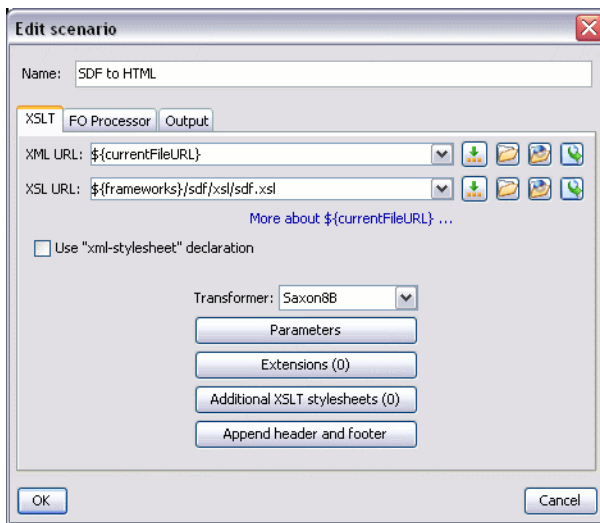 Edit scenario
Name: SDF to HTML
XSLT FO Processor Output
XML URL: ${currentFileURL}
XSL URL: ${frameworks}/sdf/xsl/sdf.xsl
More about ${currentFileURL} ...
Use "xml-stylesheet" declaration
Transformer: Saxon8B
Parameters
Extensions (0)
Additional XSLT stylesheets (0)
Append header and footer
OK Cancel